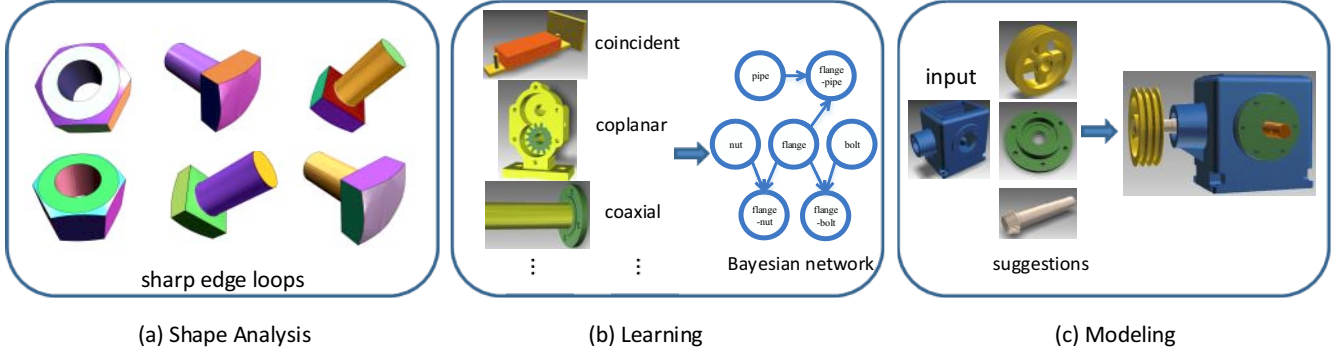 sharp edge loops
(a) Shape Analysis
coincident
coplanar
coaxial
⋮ ⋮
pipe
flange
-pipe
nut
flange
bolt
flange
-nut
flange
-bolt
Bayesian network
(b) Learning
input
suggestions
(c) Modeling